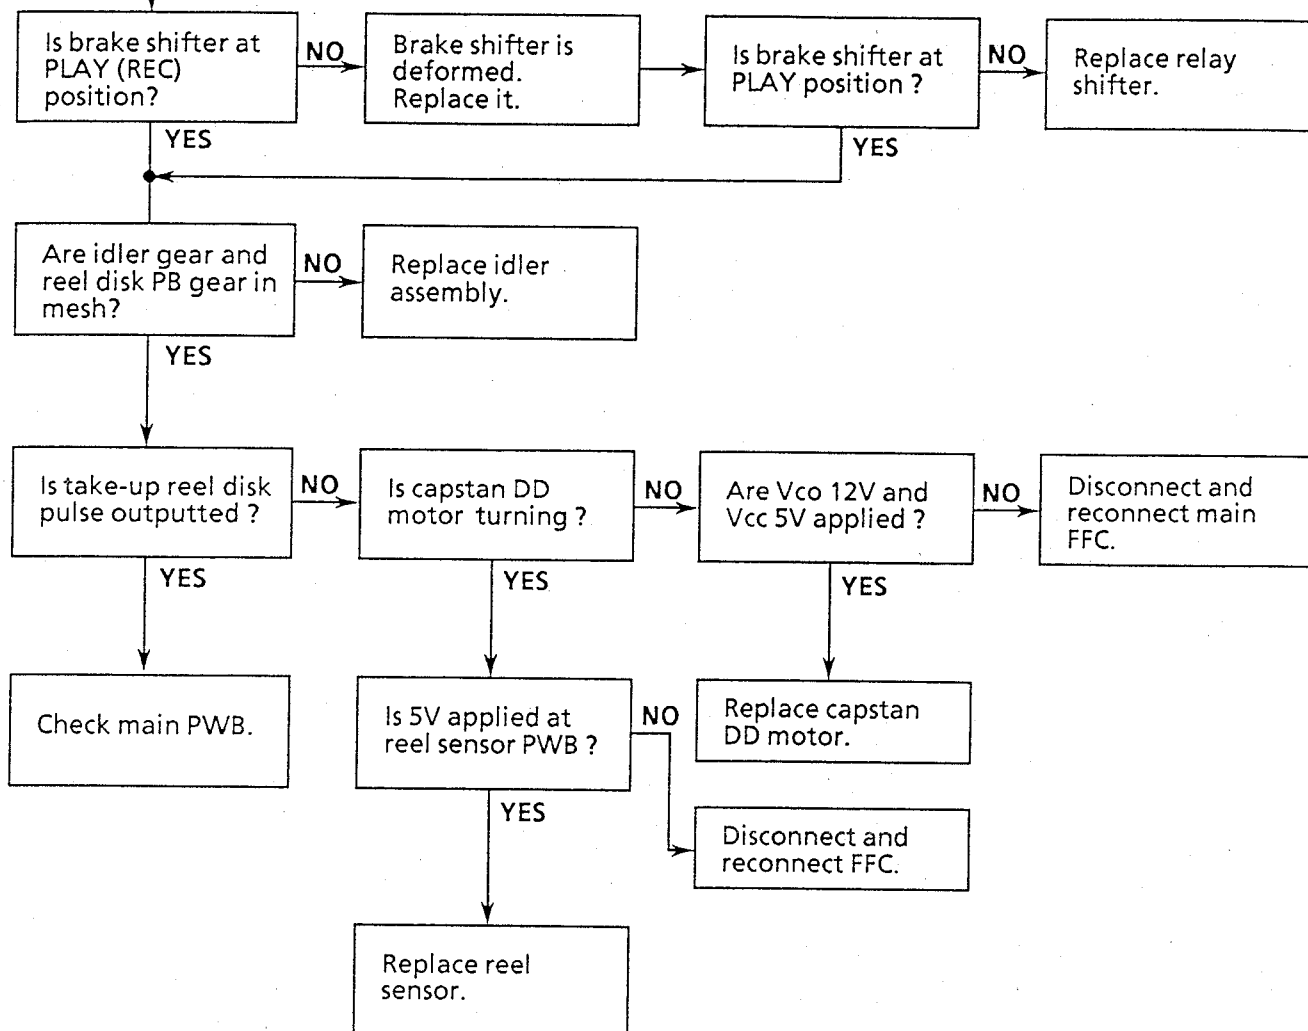 Is brake shifter at
PLAY (REC)
position?
NO
Brake shifter is
deformed.
Replace it.
Is brake shifter at
PLAY position ?
NO
Replace relay
shifter.
YES
YES
Are idler gear and
reel disk PB gear in
mesh?
NO
Replace idler
assembly.
YES
Is take-up reel disk
pulse outputted ?
NO
Is capstan DD
motor turning ?
NO
Are Vco 12V and
Vcc 5V applied ?
NO
Disconnect and
reconnect main
FFC.
YES
YES
YES
Check main PWB.
Is 5V applied at
reel sensor PWB ?
NO
Replace capstan
DD motor.
YES
Disconnect and
reconnect FFC.
Replace reel
sensor.